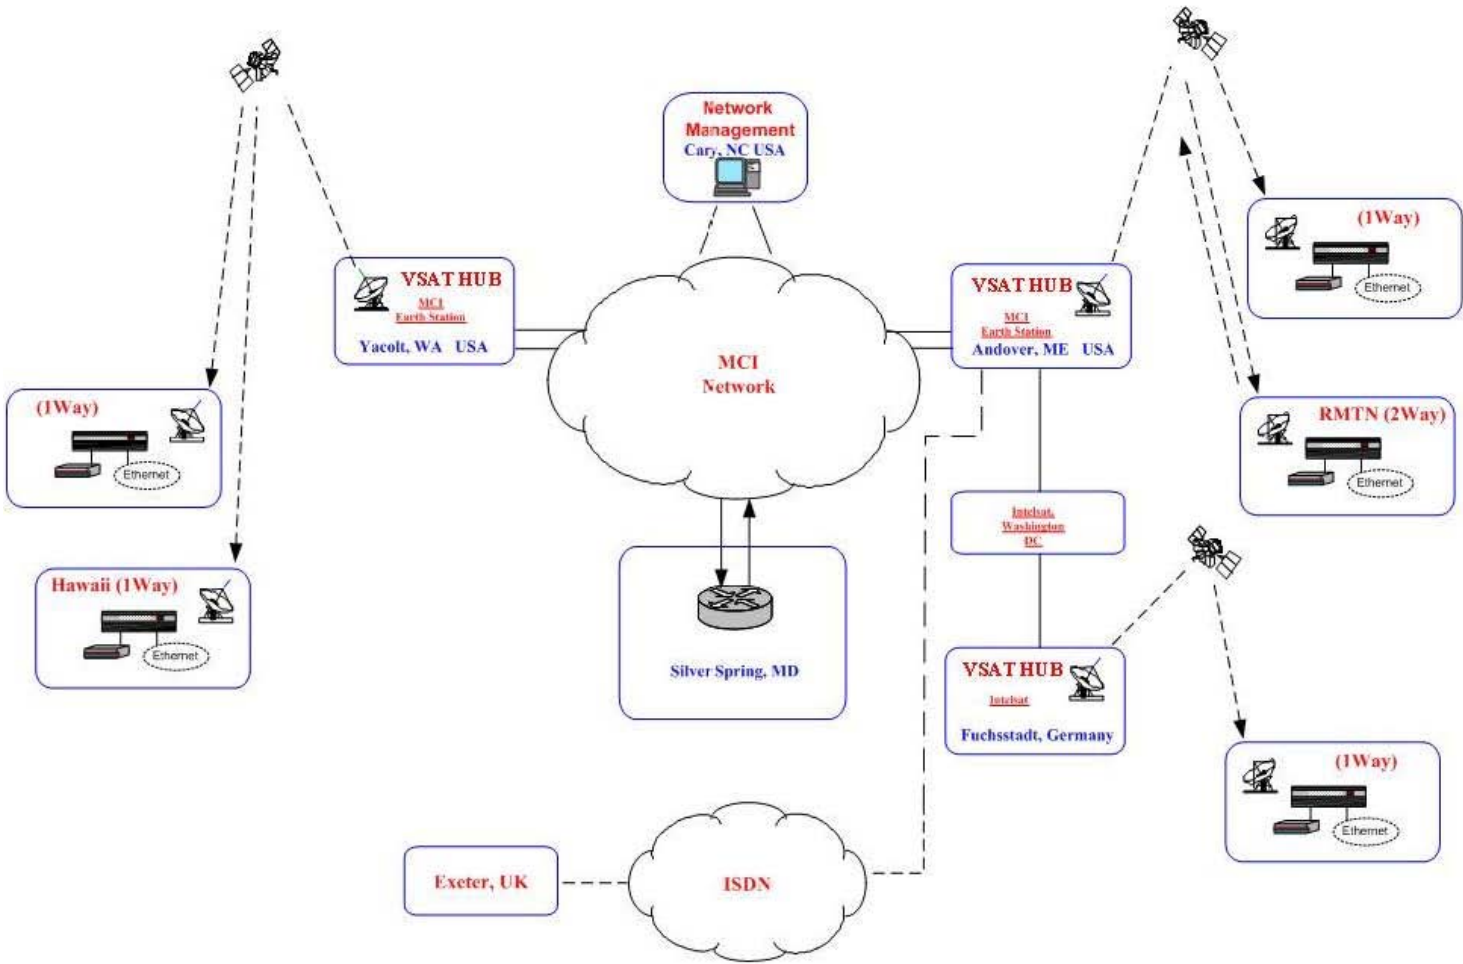 Network
Management
Cary, NC USA
VSAT HUB
MCI
Earth Station
Yacolt, WA USA
MCI
Network
VSAT HUB
MCI
Earth Station
Andover, ME USA
(1Way)
Ethernet
(1Way)
Ethernet
RMTN (2Way)
Ethernet
Intelsat,
Washington
DC
Hawaii (1Way)
Ethernet
Silver Spring, MD
VSAT HUB
Intelsat
Fuchsstadt, Germany
(1Way)
Ethernet
Exeter, UK
ISDN